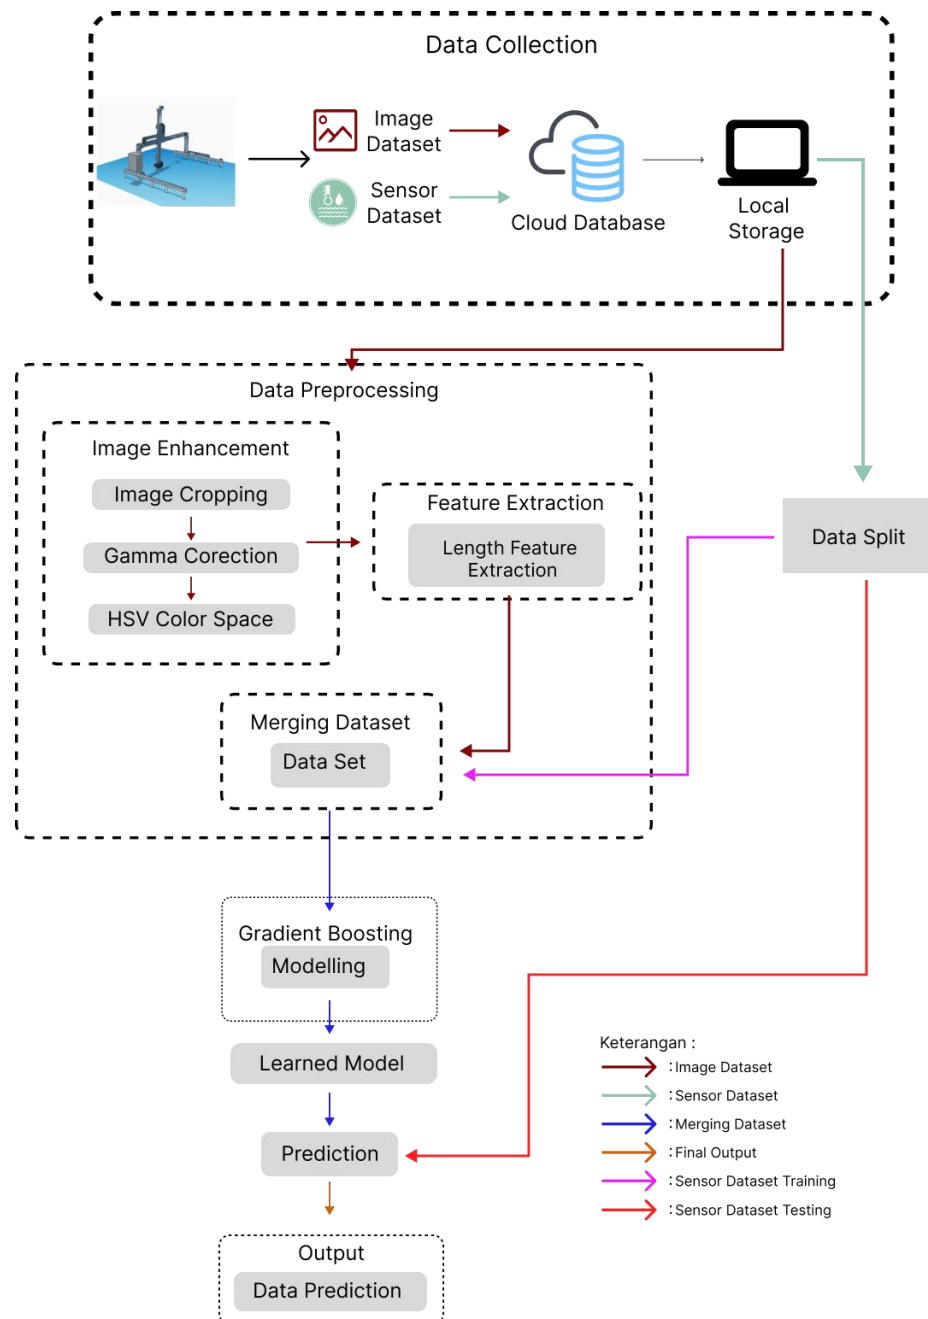 Data Collection
Image
Dataset
Sensor
Dataset
Cloud Database
Local
Storage
Data Preprocessing
Image Enhancement
Image Cropping
Gamma Corection
HSV Color Space
Feature Extraction
Length Feature
Extraction
Data Split
Merging Dataset
Data Set
Gradient Boosting
Modelling
Learned Model
Prediction
Output
Data Prediction
Keterangan :
: Image Dataset
: Sensor Dataset
: Merging Dataset
: Final Output
: Sensor Dataset Training
: Sensor Dataset Testing